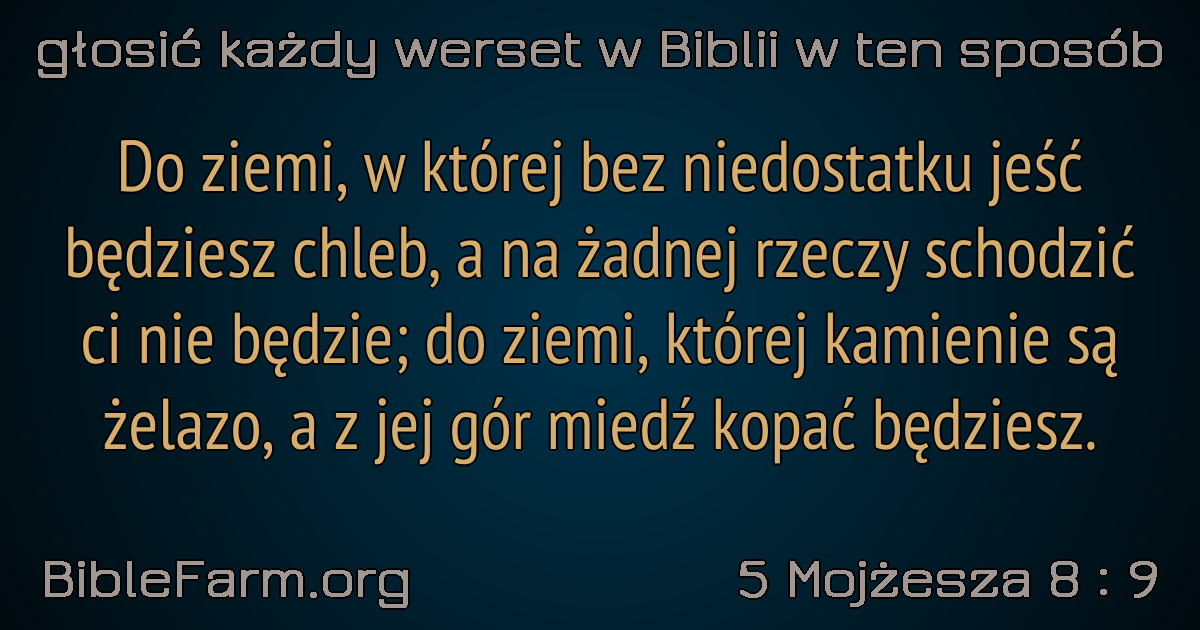 głosić każdy werset w Biblii w ten sposób
Do ziemi, w której bez niedostatku jeść
będziesz chleb, a na żadnej rzeczy schodzić
ci nie będzie; do ziemi, której kamienie są
żelazo, a z jej gór miedź kopać będziesz.
BibleFarm.org
5 Mojżesza 8 : 9